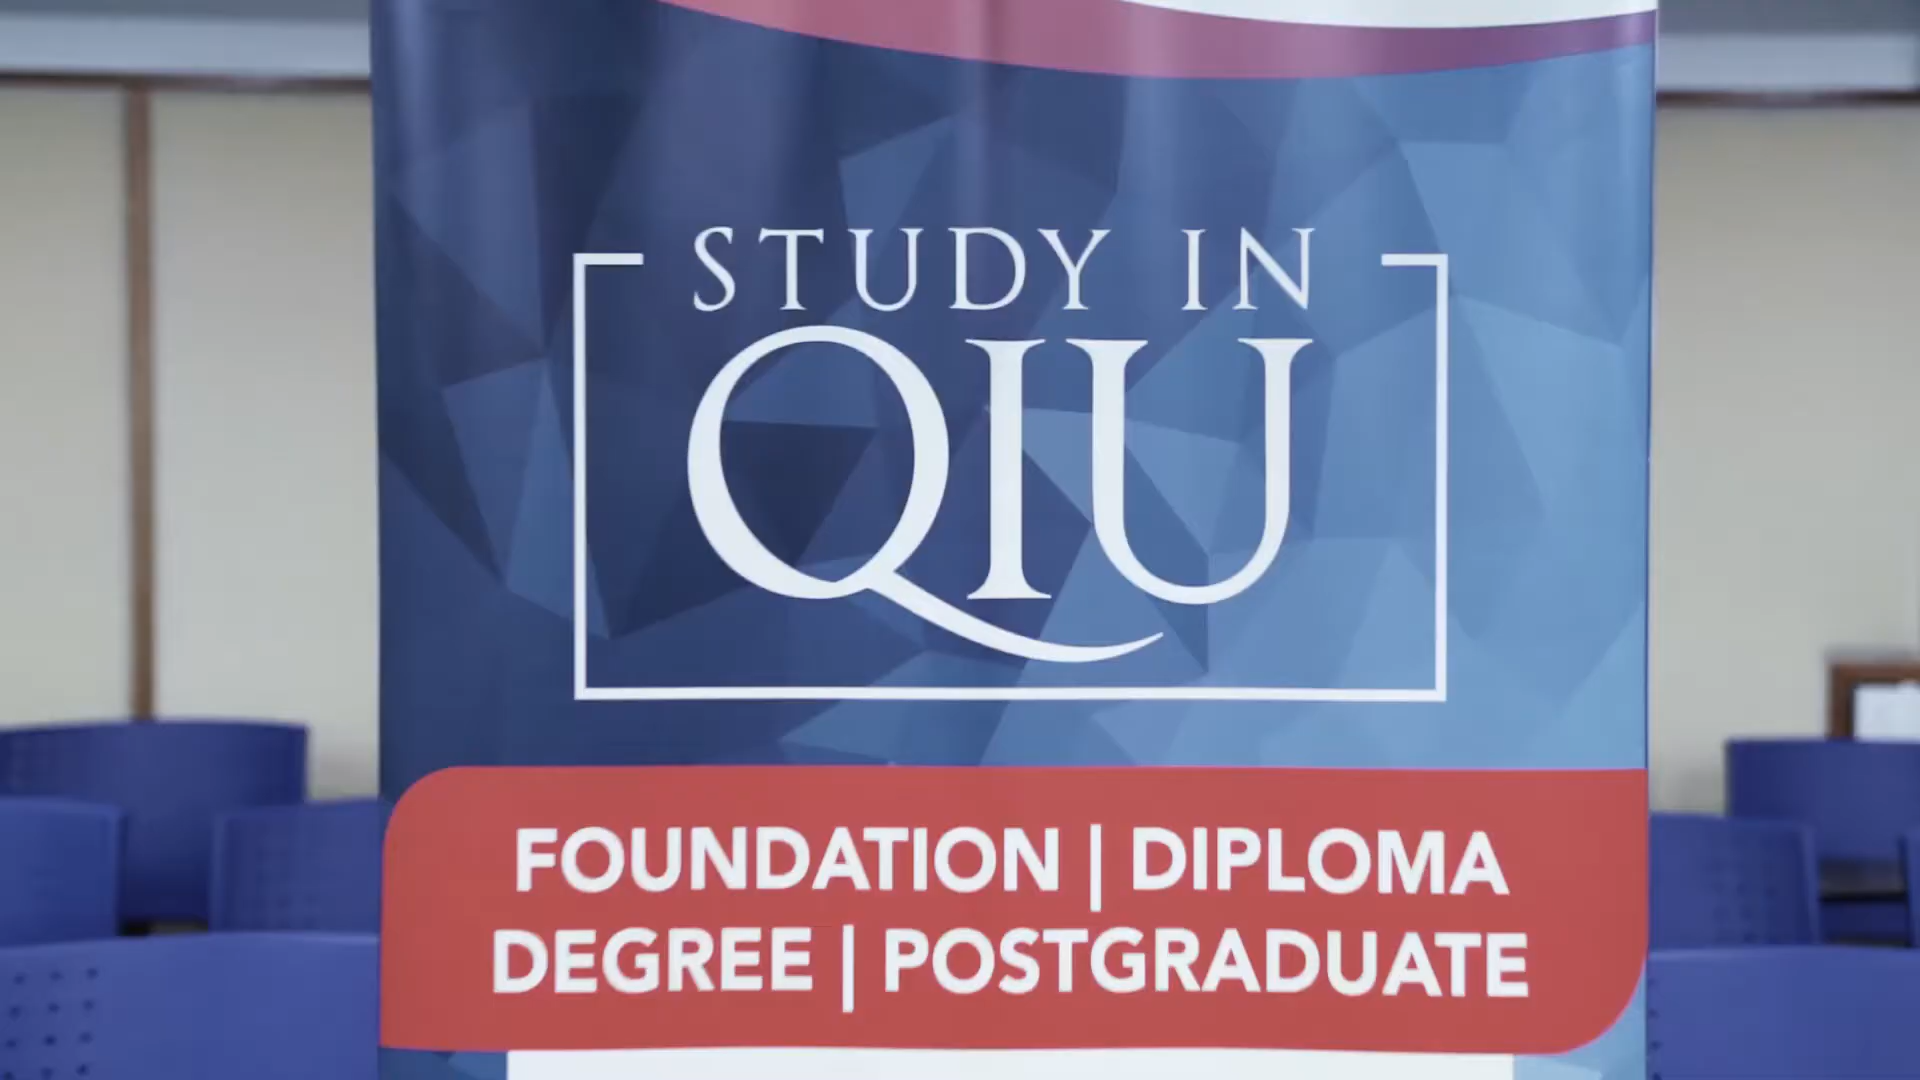 STUDY IN
QIU
FOUNDATION | DIPLOMA
DEGREE | POSTGRADUATE